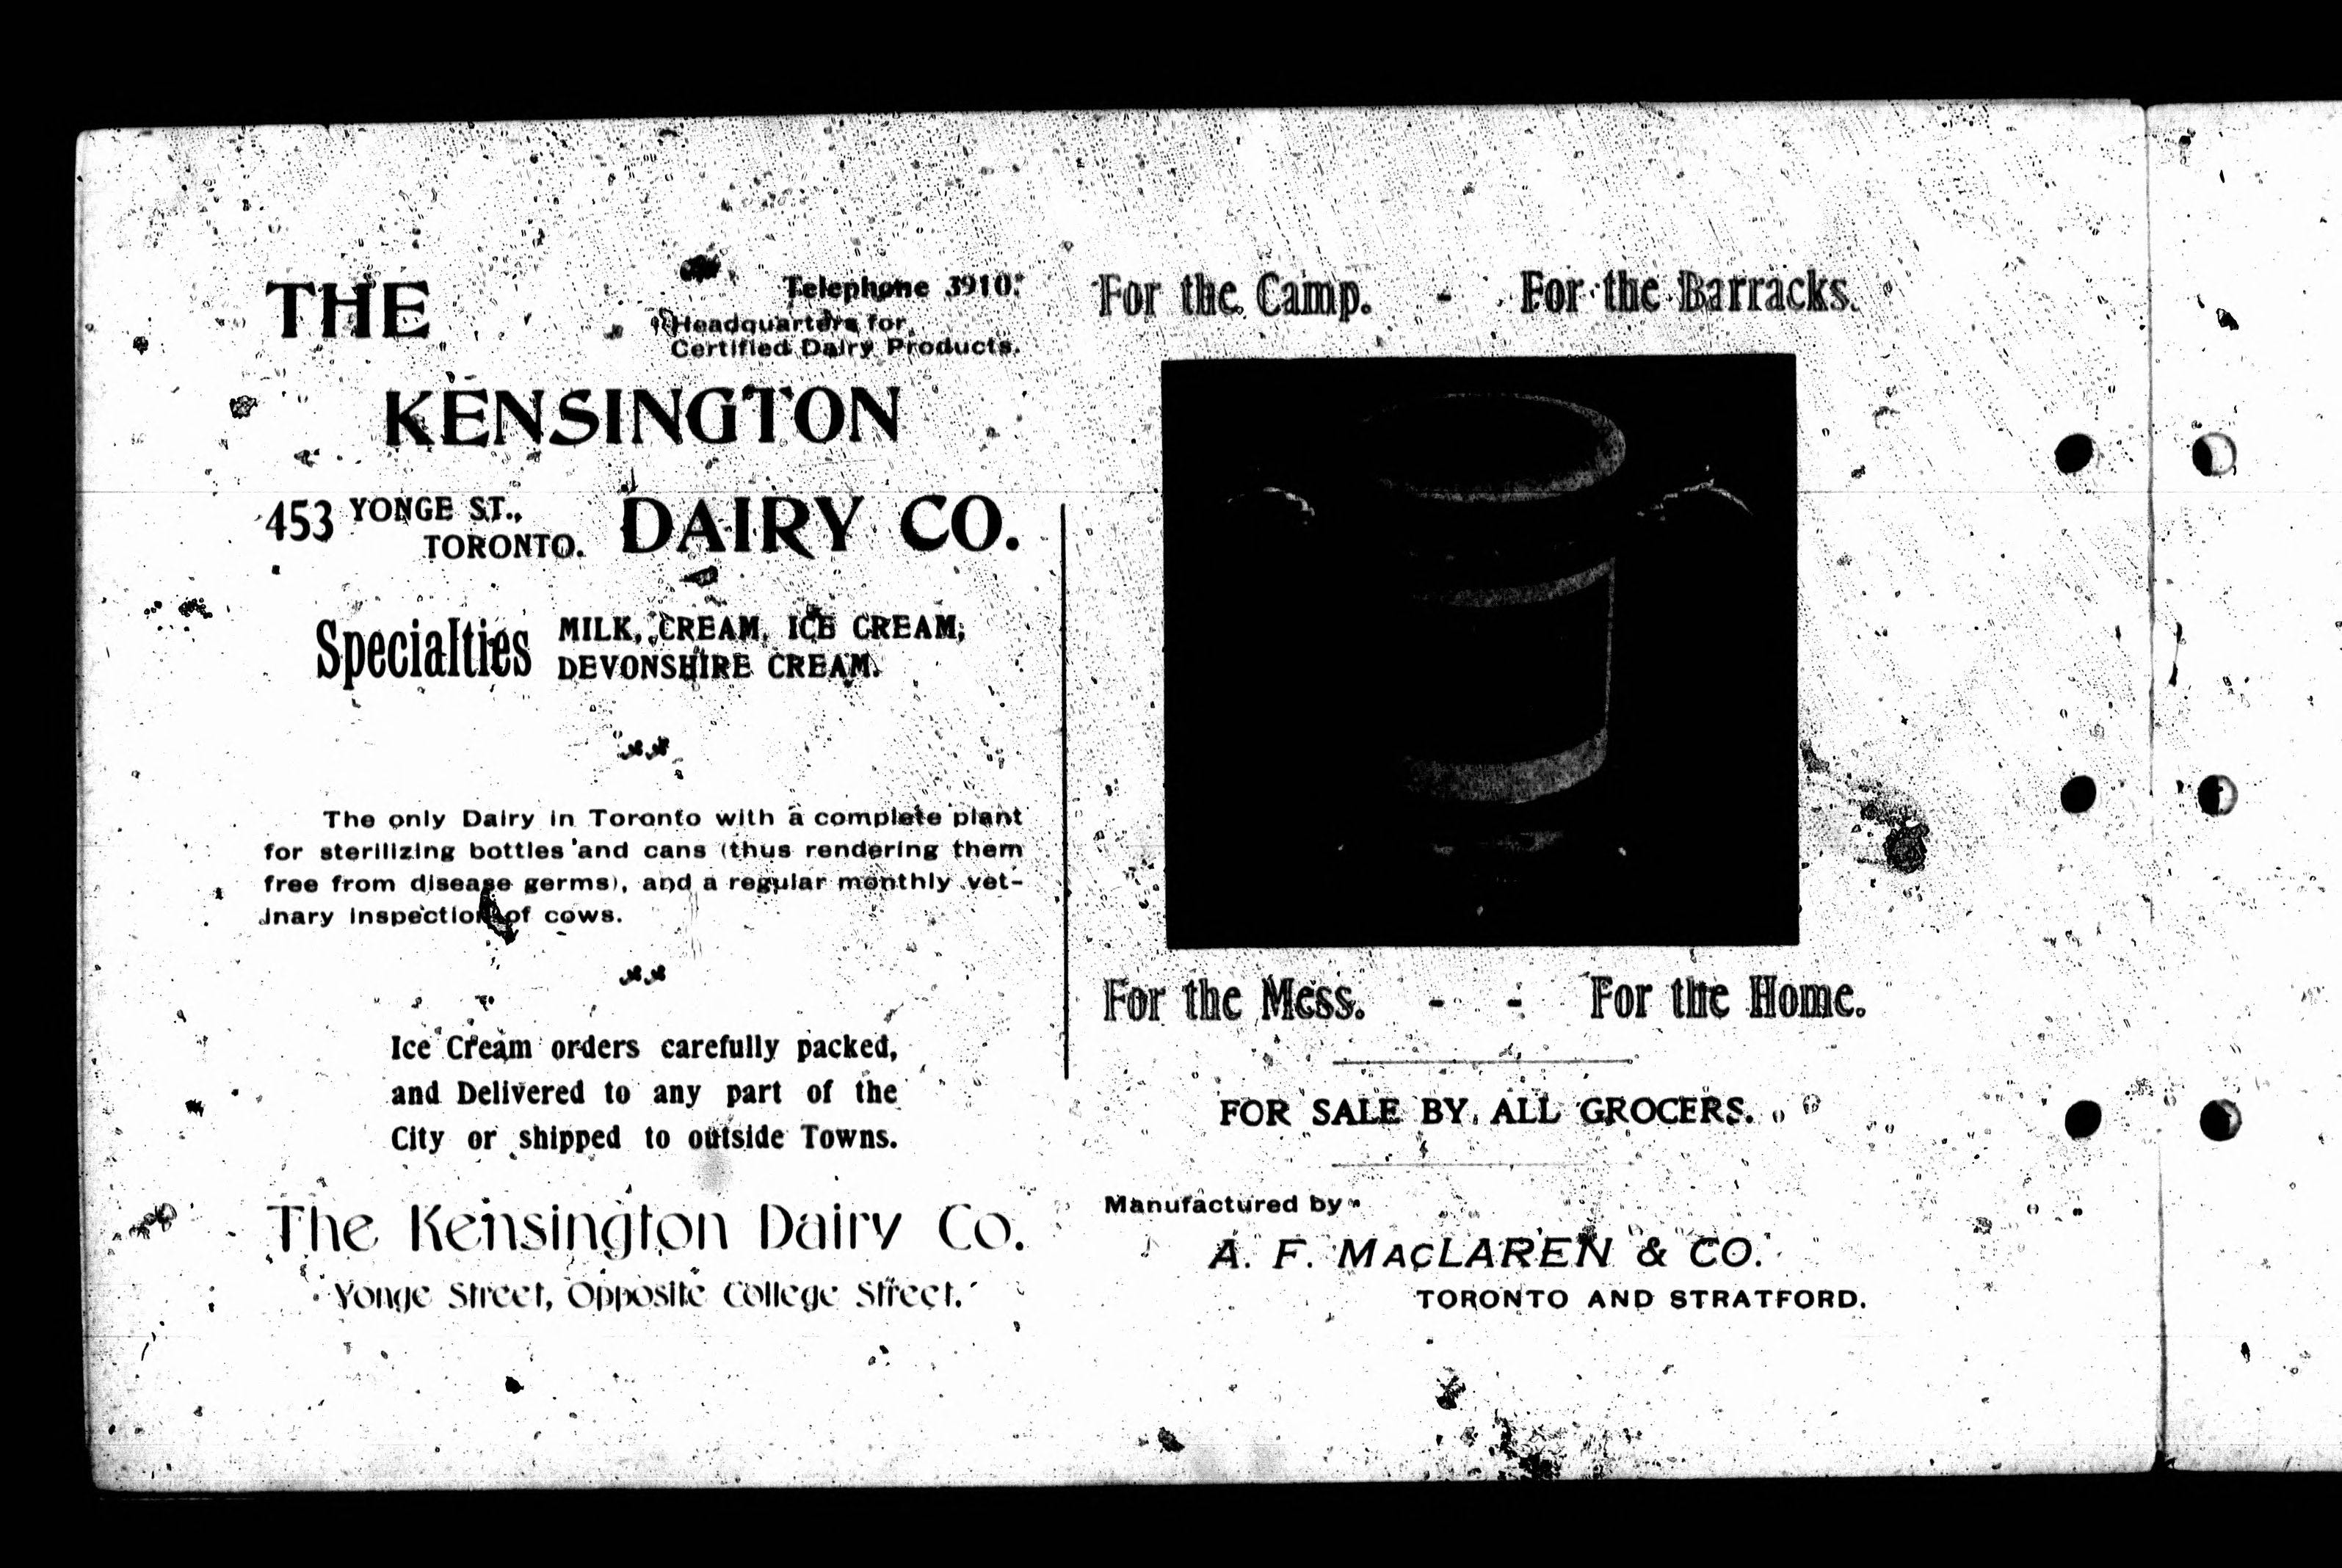 THE
Telephone 3910.
Headquarters for
Certified Dairy Products.
KENSINGTON
453 YONGE ST.,
TORONTO.
DAIRY CO.
Specialties
MILK, CREAM, ICE CREAM,
DEVONSHIRE CREAM.
The only Dairy in Toronto with a complete plant
for sterilizing bottles and cans (thus rendering them
free from disease germs), and a regular monthly vet-
inary inspection of cows.
Ice Cream orders carefully packed,
and Delivered to any part of the
City or shipped to outside Towns.
The Kensington Dairy Co.
Yonge Street, Opposite College Street.
For the Camp. - For the Barracks.
For the Mess. - - For the Home.
FOR SALE BY ALL GROCERS.
Manufactured by
A. F. MACLAREN & CO.
TORONTO AND STRATFORD.